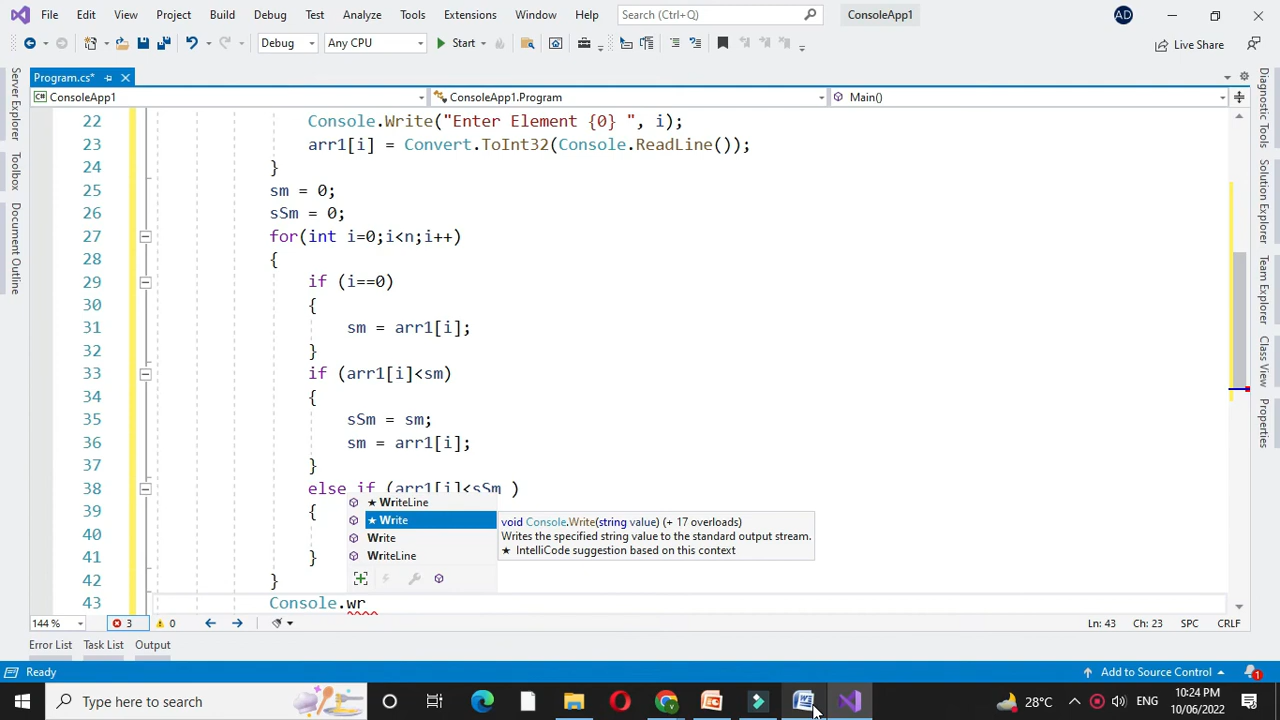 File Edit View Project Build Debug Test Analyze Tools Extensions Window Help Search (Ctrl+Q) ConsoleApp1 AD
Debug Any CPU Start Live Share
Program.cs*
ConsoleApp1 ConsoleApp1.Program Main()
Server Explorer
Toolbox
Document Outline
22 Console.Write("Enter Element {0} ", i);
23 arr1[i] = Convert.ToInt32(Console.ReadLine());
24 }
25 sm = 0;
26 sSm = 0;
27 for(int i=0;i<n;i++)
28 {
29 if (i==0)
30 {
31 sm = arr1[i];
32 }
33 if (arr1[i]<sm)
34 {
35 sSm = sm;
36 sm = arr1[i];
37 }
38 else if (arr1[i]<sSm )
39 {
40
41 }
42 }
43 Console.wr
★ WriteLine
★ Write
Write
WriteLine
void Console.Write(string value) (+ 17 overloads)
Writes the specified string value to the standard output stream.
★ IntelliCode suggestion based on this context
Diagnostic Tools
Solution Explorer
Team Explorer
Class View
Properties
144 % 3 0 Ln: 43 Ch: 23 SPC CRLF
Error List Task List Output
Ready Add to Source Control 1
Type here to search 28°C ENG 10:24 PM
10/06/2022